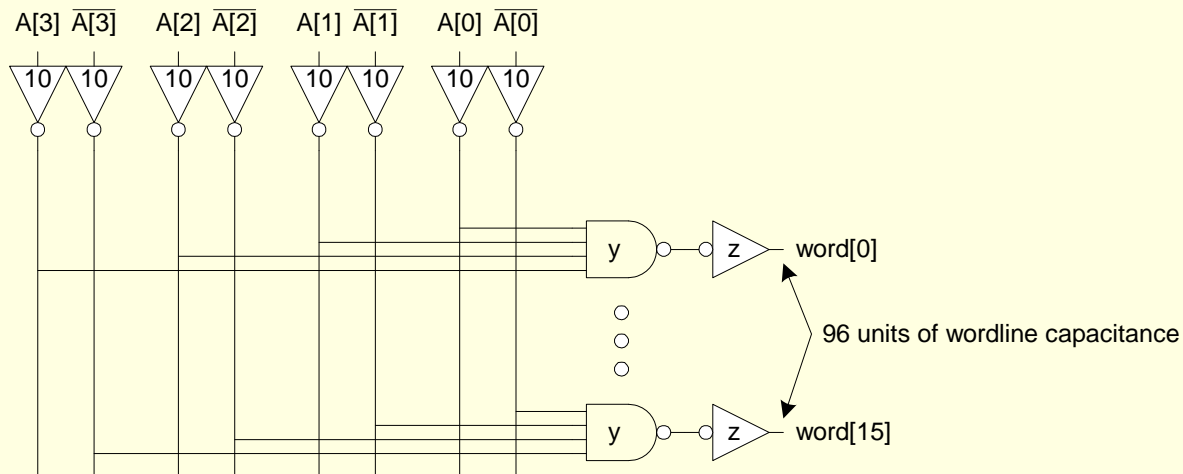 A[3] A̅[̅3̅]̅ A[2] A̅[̅2̅]̅ A[1] A̅[̅1̅]̅ A[0] A̅[̅0̅]̅
10 10 10 10 10 10 10 10
y z word[0]
96 units of wordline capacitance
y z word[15]